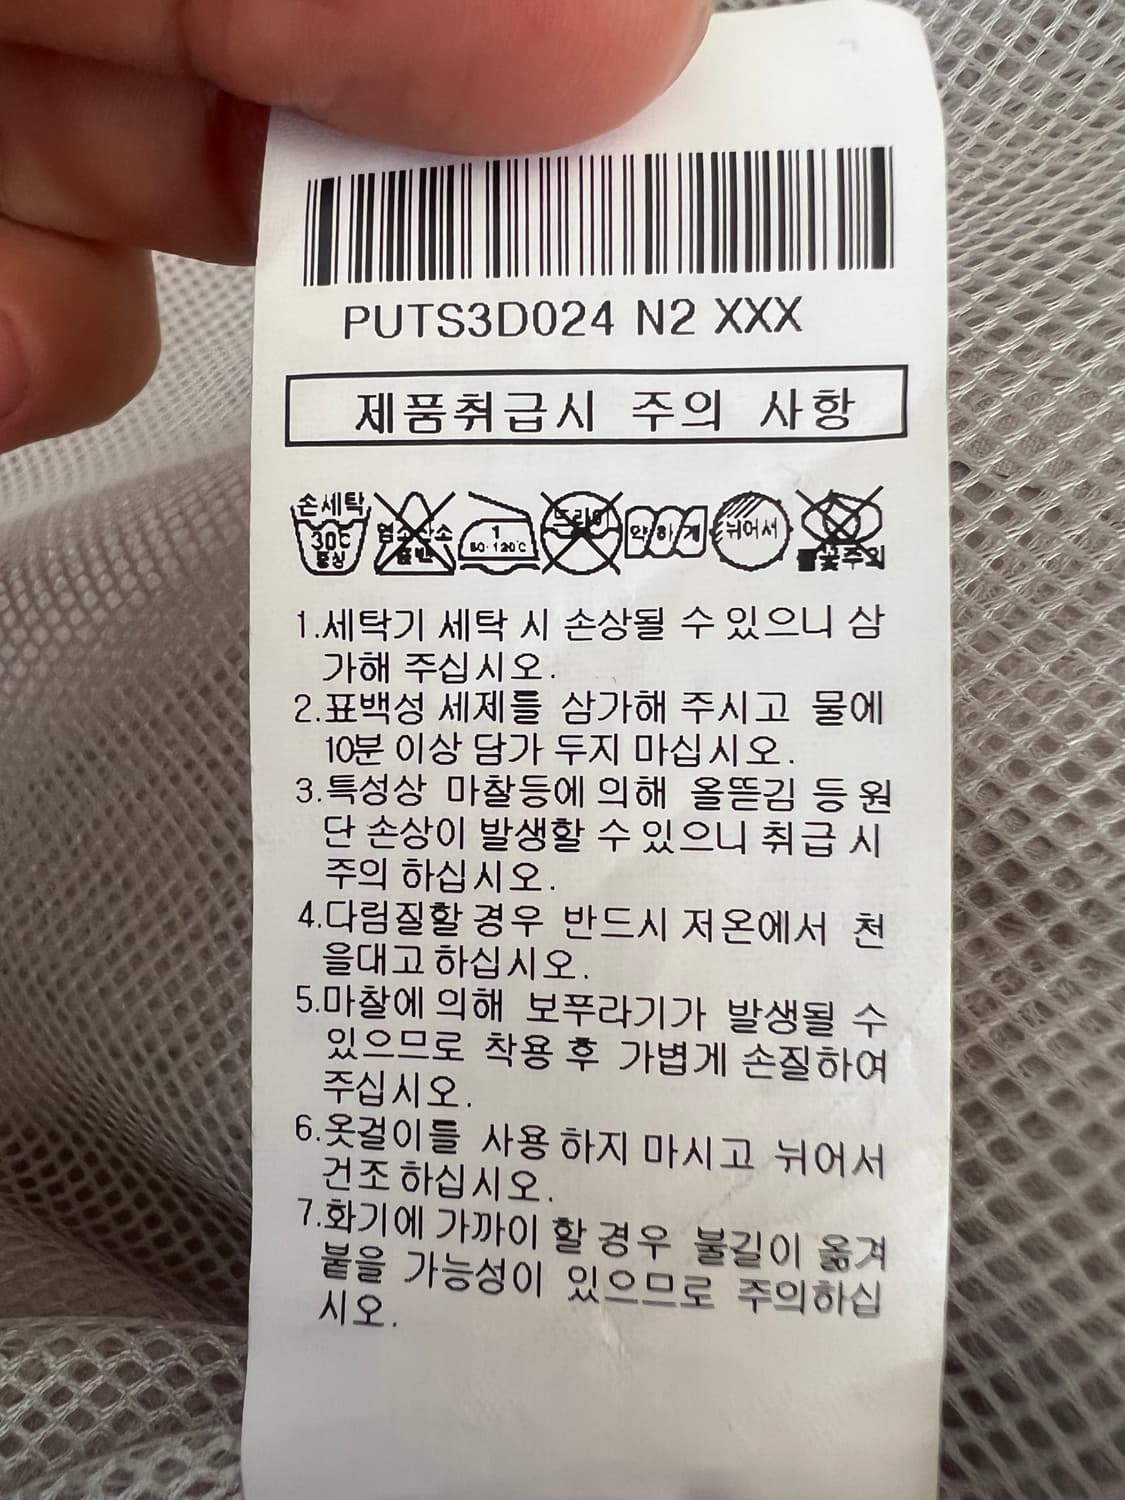 PUTS3D024 N2 XXX
제품취급시 주의 사항
손세탁
30℃
중성
염소산소
표반
1
80-120℃
드라이
약하게
뉘어서
불꽃주의
1.세탁기 세탁 시 손상될 수 있으니 삼
가해 주십시오.
2.표백성 세제를 삼가해 주시고 물에
10분 이상 담가 두지 마십시오.
3.특성상 마찰등에 의해 올뜯김 등 원
단 손상이 발생할 수 있으니 취급 시
주의 하십시오.
4.다림질할 경우 반드시 저온에서 천
을대고 하십시오.
5.마찰에 의해 보푸라기가 발생될 수
있으므로 착용 후 가볍게 손질하여
주십시오.
6.옷걸이를 사용 하지 마시고 뉘어서
건조 하십시오.
7.화기에 가까이 할 경우 불길이 옮겨
붙을 가능성이 있으므로 주의하십
시오.